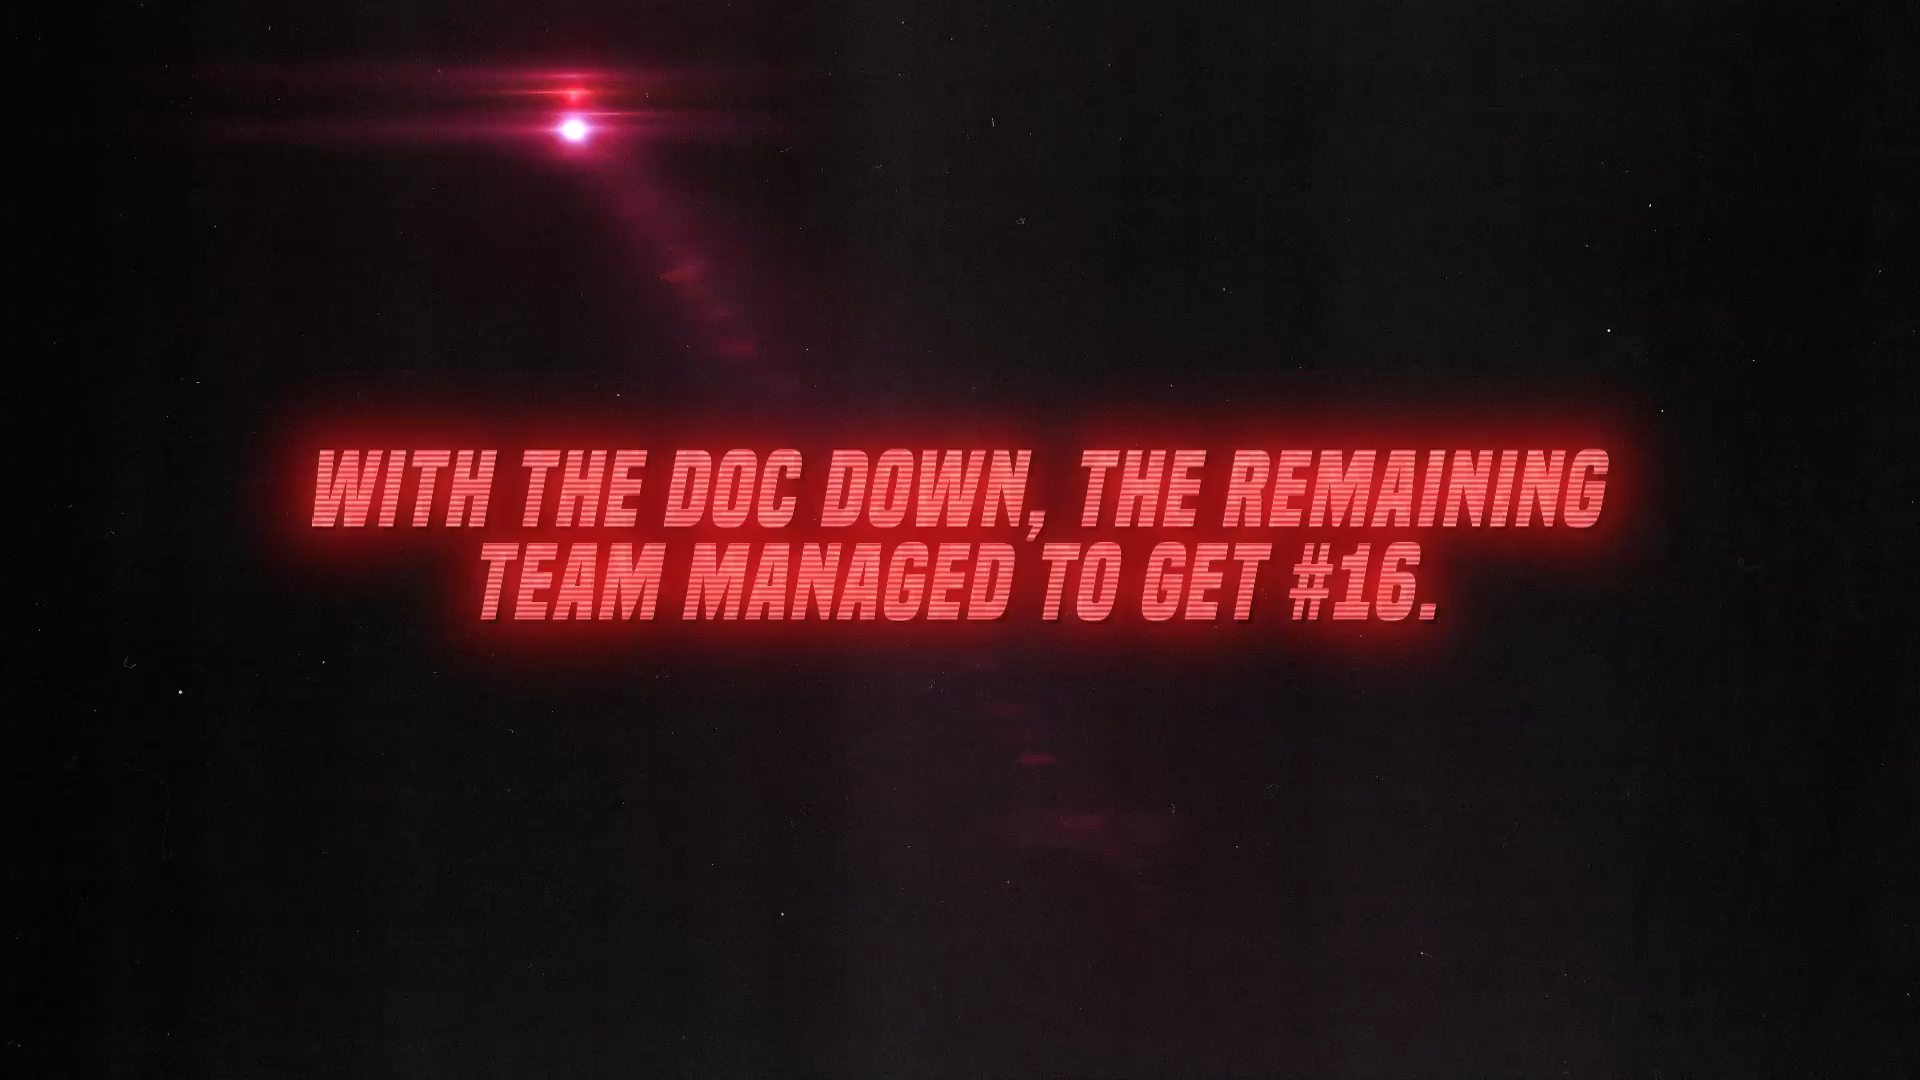 WITH THE DOC DOWN, THE REMAINING
TEAM MANAGED TO GET #16.